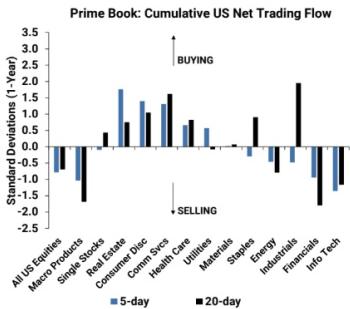 Prime Book: Cumulative US Net Trading Flow
Standard Deviations (1-Year)
3.5
3.0
2.5
2.0
1.5
1.0
0.5
0.0
-0.5
-1.0
-1.5
-2.0
-2.5
BUYING
SELLING
All US Equities
Macro Products
Single Stocks
Real Estate
Consumer Disc
Comm Svcs
Health Care
Utilities
Materials
Staples
Energy
Industrials
Financials
Info Tech
5-day
20-day